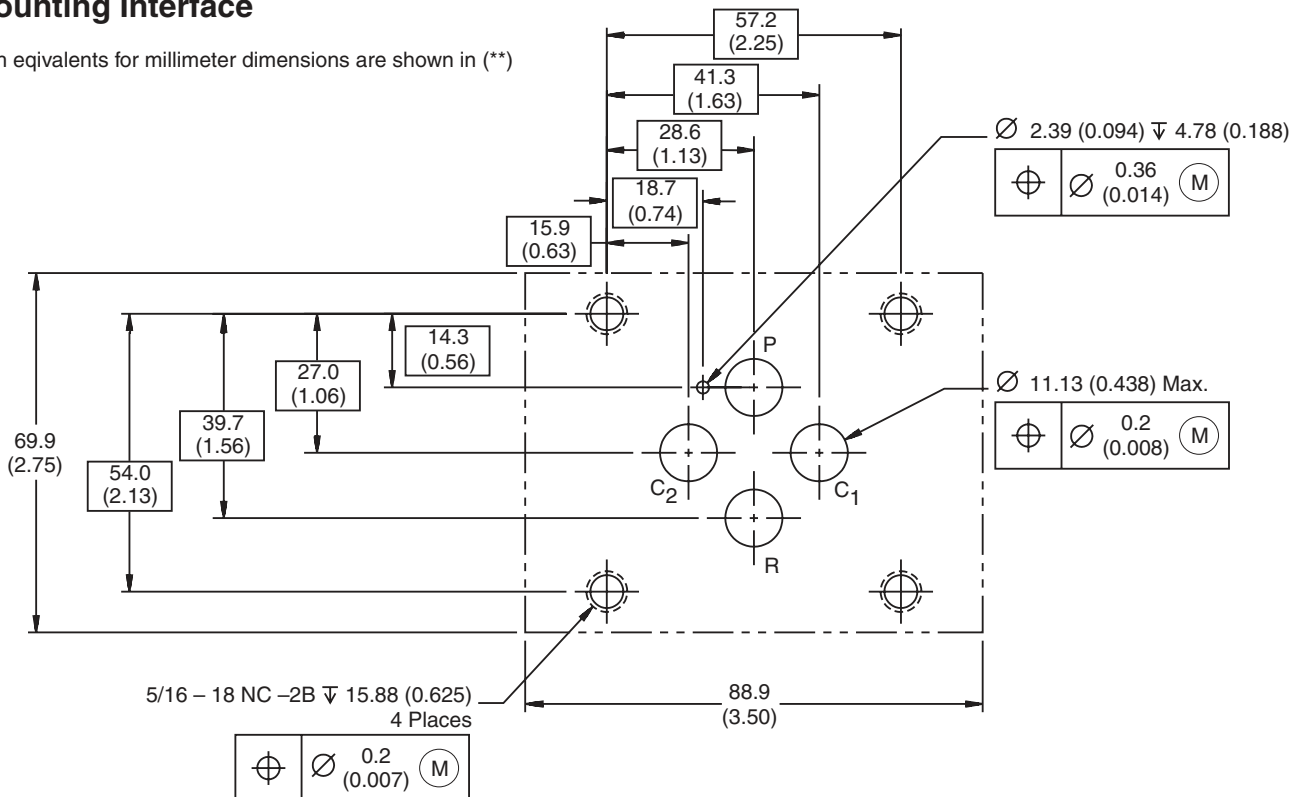 ounting Interface
n eqivalents for millimeter dimensions are shown in (**)
57.2
(2.25)
41.3
(1.63)
28.6
(1.13)
18.7
(0.74)
15.9
(0.63)
Ø 2.39 (0.094) ↧ 4.78 (0.188)
⌖ Ø 0.36 (0.014) Ⓜ
14.3
(0.56)
27.0
(1.06)
39.7
(1.56)
54.0
(2.13)
69.9
(2.75)
P
Ø 11.13 (0.438) Max.
⌖ Ø 0.2 (0.008) Ⓜ
C2
C1
R
5/16 – 18 NC –2B ↧ 15.88 (0.625)
4 Places
⌖ Ø 0.2 (0.007) Ⓜ
88.9
(3.50)